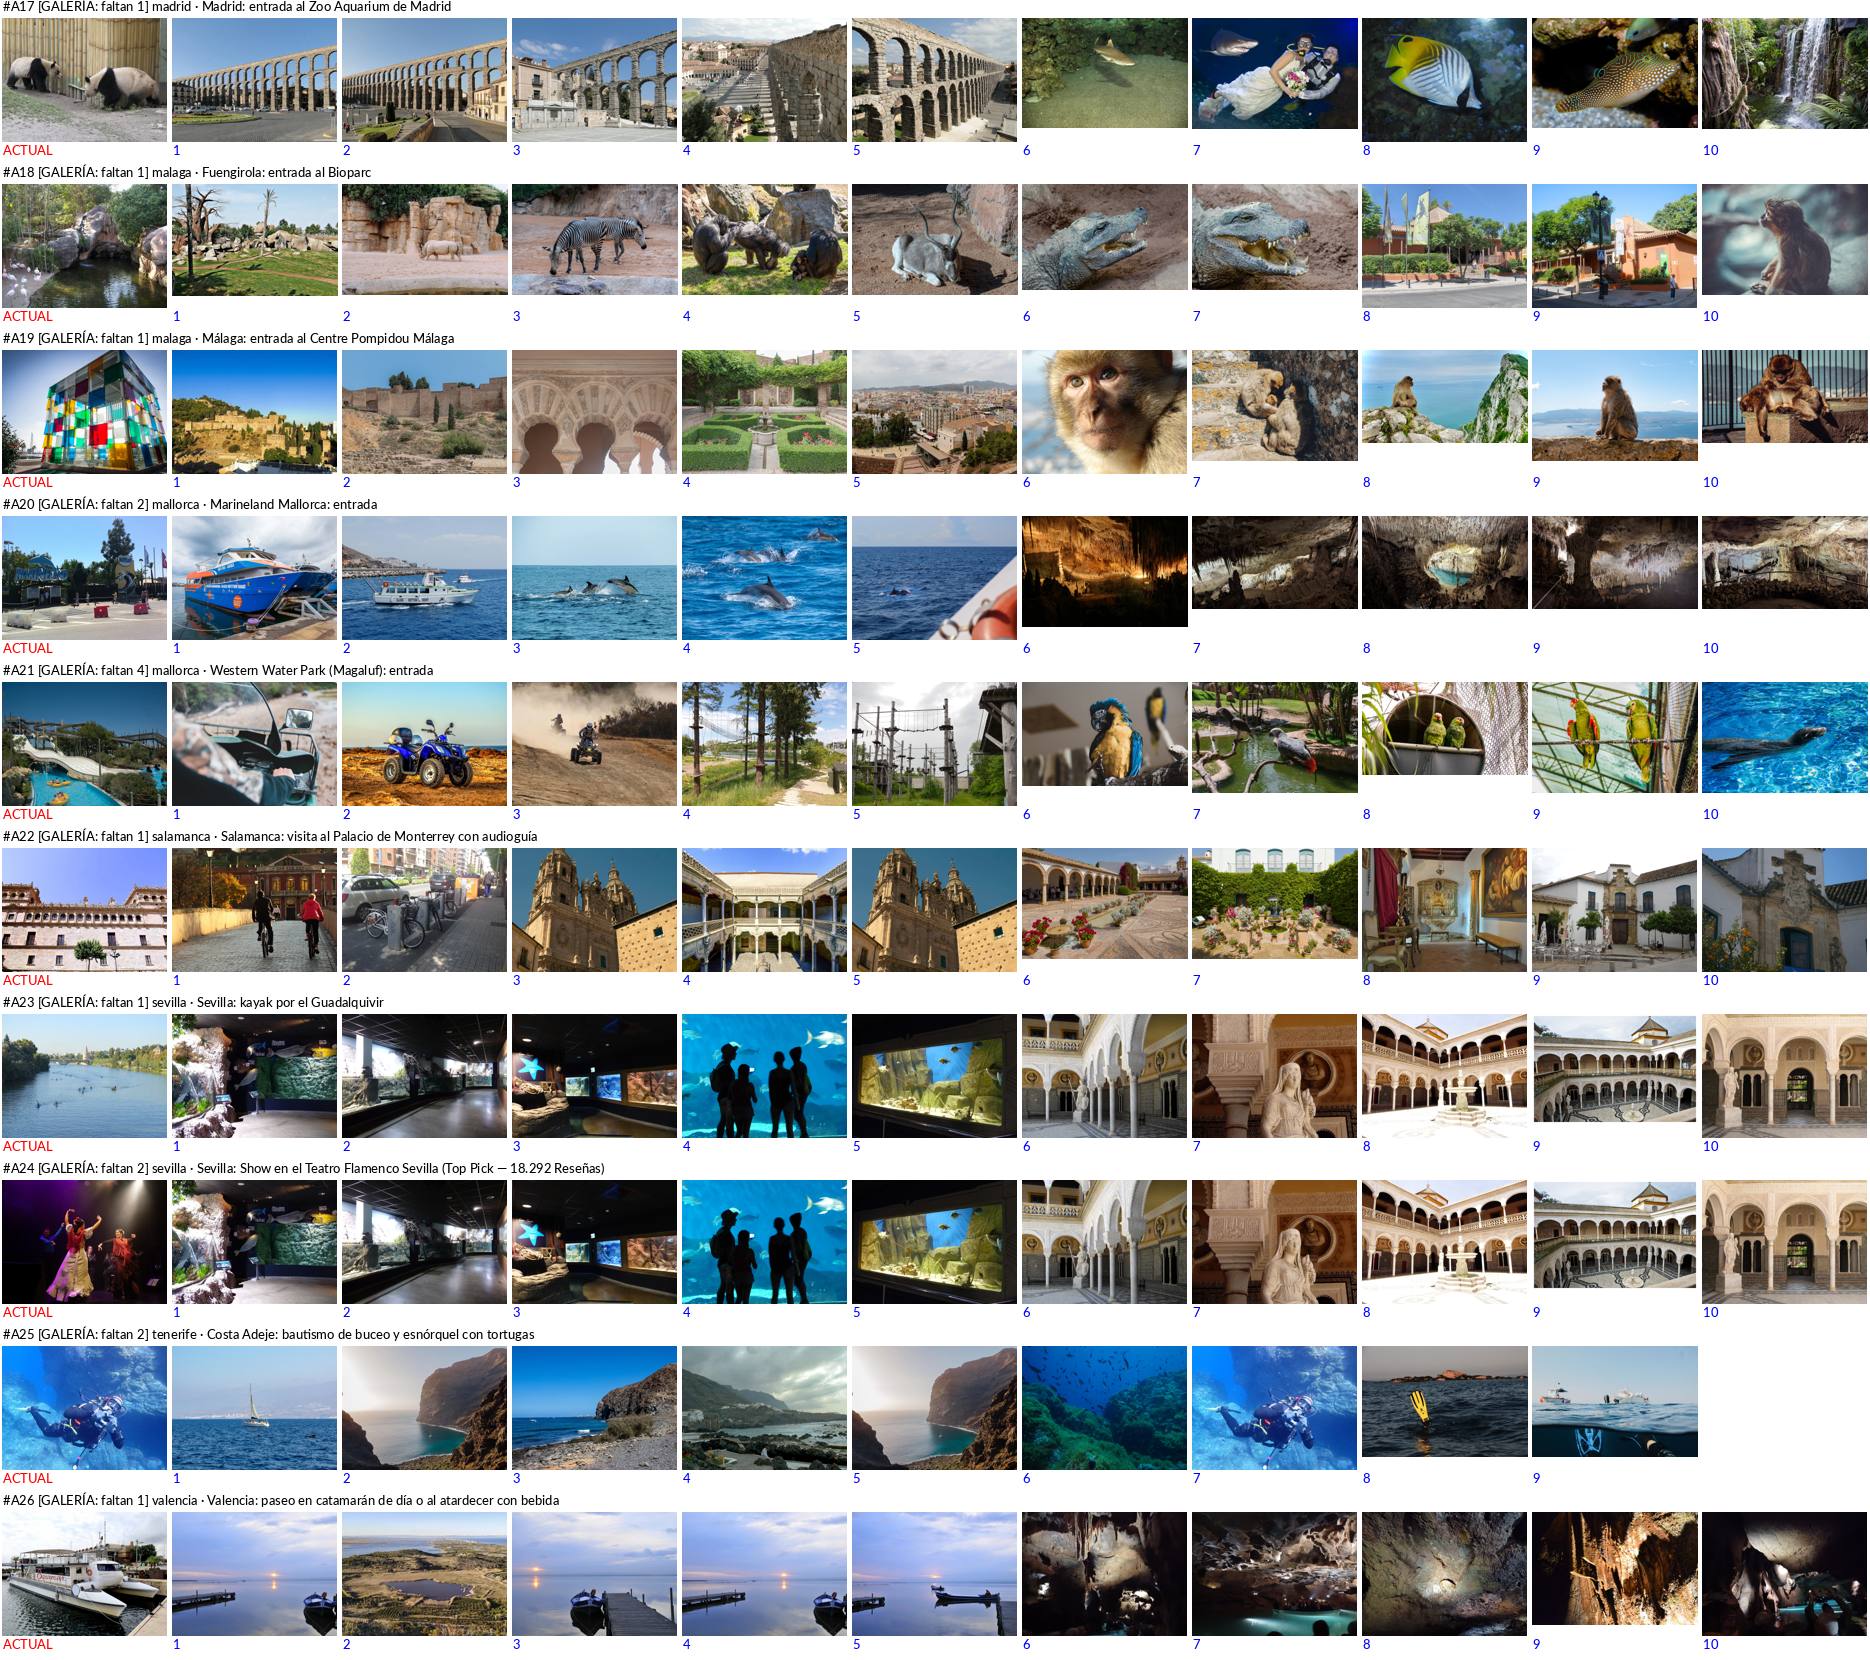 #A17 [GALERÍA: faltan 1] madrid · Madrid: entrada al Zoo Aquarium de Madrid
ACTUAL 1 2 3 4 5 6 7 8 9 10
#A18 [GALERÍA: faltan 1] malaga · Fuengirola: entrada al Bioparc
ACTUAL 1 2 3 4 5 6 7 8 9 10
#A19 [GALERÍA: faltan 1] malaga · Málaga: entrada al Centre Pompidou Málaga
ACTUAL 1 2 3 4 5 6 7 8 9 10
#A20 [GALERÍA: faltan 2] mallorca · Marineland Mallorca: entrada
ACTUAL 1 2 3 4 5 6 7 8 9 10
#A21 [GALERÍA: faltan 4] mallorca · Western Water Park (Magaluf): entrada
ACTUAL 1 2 3 4 5 6 7 8 9 10
#A22 [GALERÍA: faltan 1] salamanca · Salamanca: visita al Palacio de Monterrey con audioguía
ACTUAL 1 2 3 4 5 6 7 8 9 10
#A23 [GALERÍA: faltan 1] sevilla · Sevilla: kayak por el Guadalquivir
ACTUAL 1 2 3 4 5 6 7 8 9 10
#A24 [GALERÍA: faltan 2] sevilla · Sevilla: Show en el Teatro Flamenco Sevilla (Top Pick — 18.292 Reseñas)
ACTUAL 1 2 3 4 5 6 7 8 9 10
#A25 [GALERÍA: faltan 2] tenerife · Costa Adeje: bautismo de buceo y esnórquel con tortugas
ACTUAL 1 2 3 4 5 6 7 8 9
#A26 [GALERÍA: faltan 1] valencia · Valencia: paseo en catamarán de día o al atardecer con bebida
ACTUAL 1 2 3 4 5 6 7 8 9 10